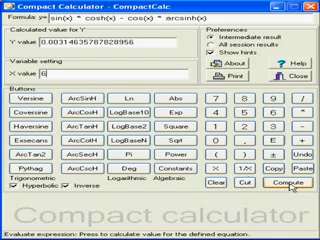 Compact Calculator - CompactCalc
Formula: y= sin(x) * cosh(x) - cos(x) * arcsinh(x)
Calculated value for Y
Y value 0.00314635787828956
Variable setting
X value 6
Preferences
Intermediate result
All session results
Show hints
About Help
Print Close
Buttons
Versine ArcSinH Ln Abs 7 8 9 /
Coversine ArcCosH LogBase10 Exp 4 5 6 *
Haversine ArcTanH LogBase2 Square 1 2 3 -
Exsecans ArcCotH LogBaseN Sqrt 0 . E +
ArcTan2 ArcSecH Pi Power ( ) ± Undo
Pythag ArcCscH Deg Constants X 1/X Copy Paste
Trigonometric Logarithmic Algebraic
Hyperbolic Inverse
Clear Cut Compute
Compact calculator
Evaluate expression: Press to calculate value for the defined equation.